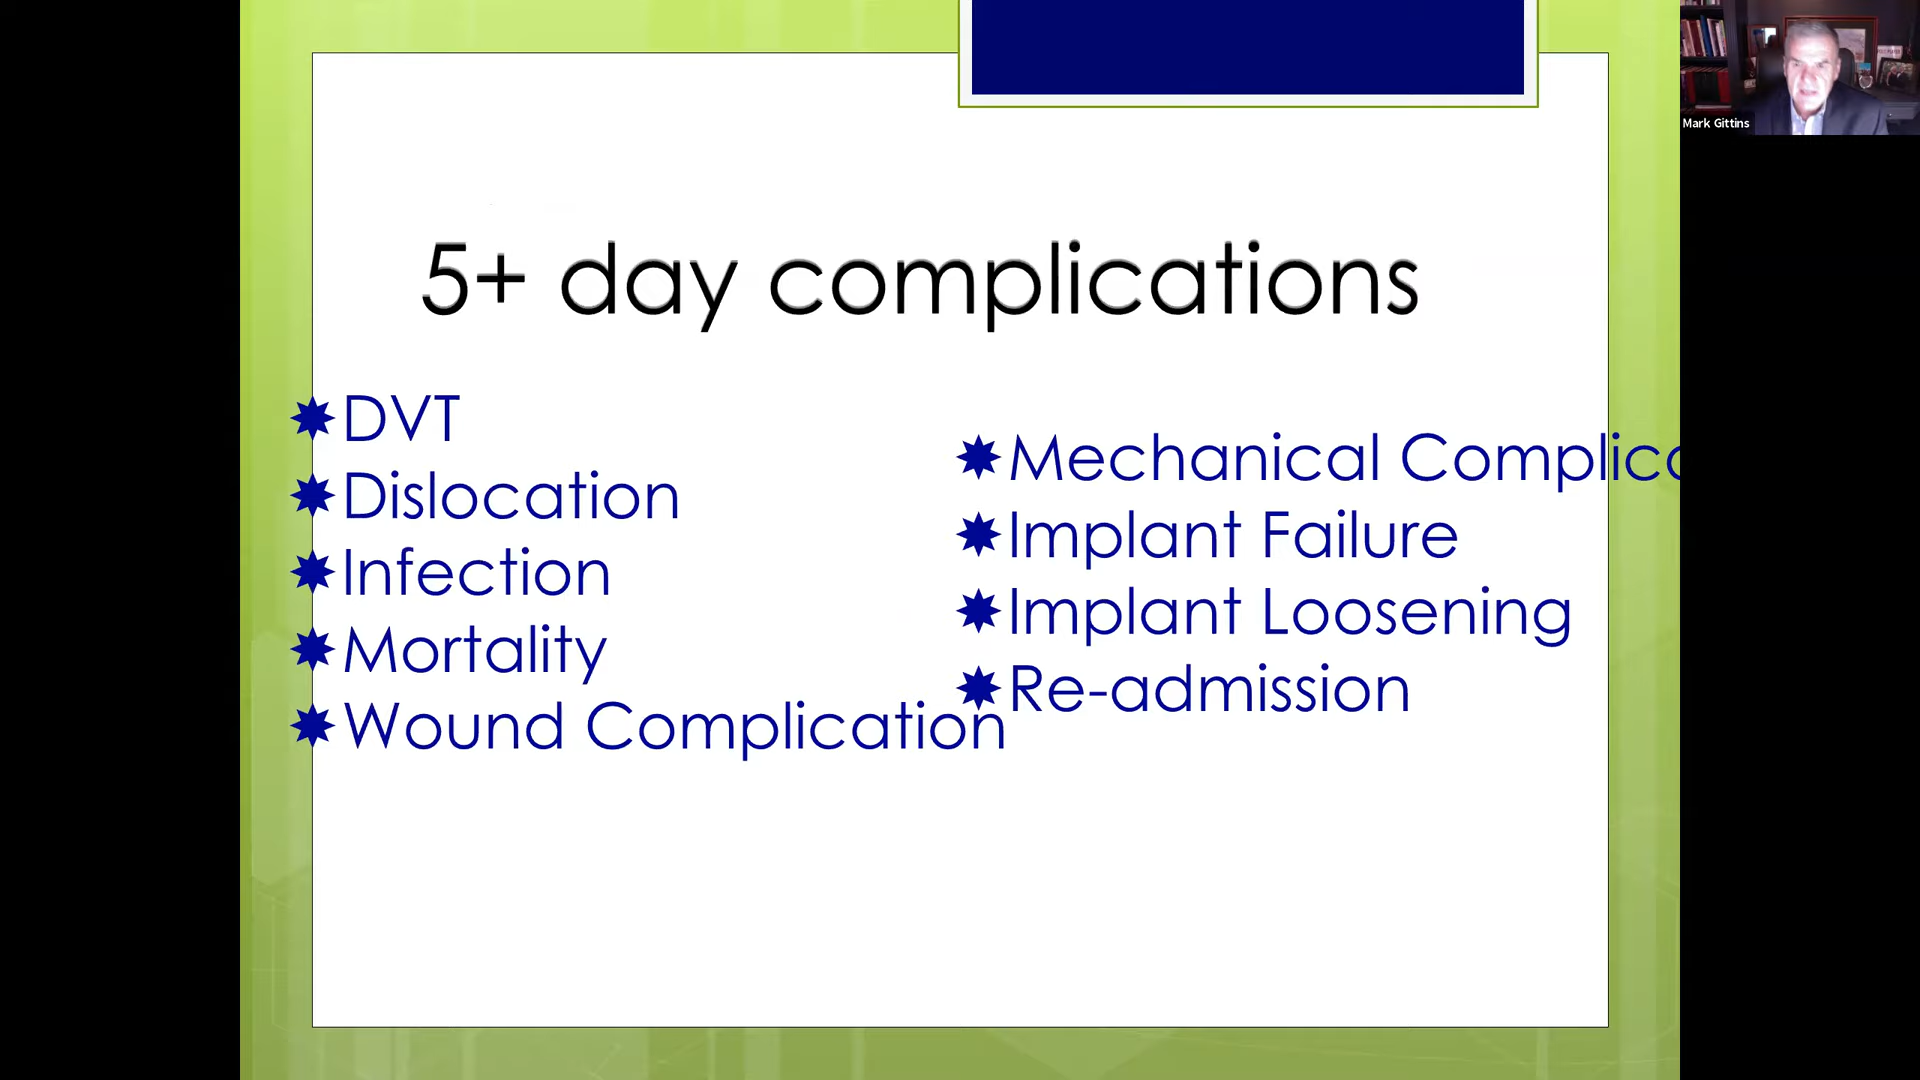 5+ day complications
DVT
Dislocation
Infection
Mortality
Wound Complication
Mechanical Complica
Implant Failure
Implant Loosening
Re-admission
Mark Gittins